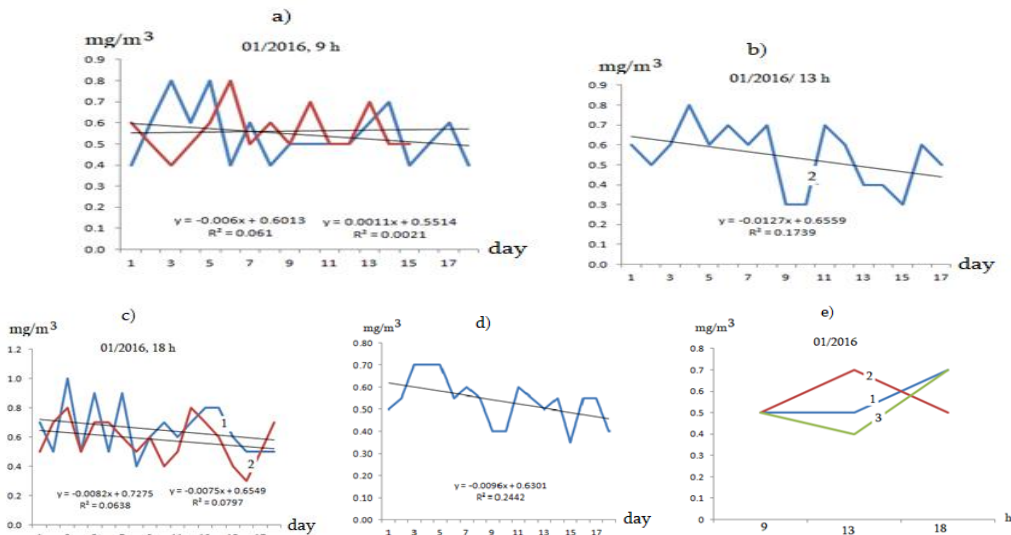 a)
mg/m³
01/2016, 9 h
0.9
0.8
0.7
0.6
0.5
0.4
0.3
0.2
0.1
0.0
y = -0.006x + 0.6013
R² = 0.061
y = 0.0011x + 0.5514
R² = 0.0021
1 3 5 7 9 11 13 15 17
day
b)
mg/m³
01/2016/ 13 h
0.9
0.8
0.7
0.6
0.5
0.4
0.3
0.2
0.1
0.0
2
y = -0.0127x + 0.6559
R² = 0.1739
1 3 5 7 9 11 13 15 17
day
c)
mg/m³
01/2016, 18 h
1.2
1.0
0.8
0.6
0.4
0.2
0.0
1
2
y = -0.0082x + 0.7275
R² = 0.0638
y = -0.0075x + 0.6549
R² = 0.0797
day
d)
mg/m³
0.80
0.70
0.60
0.50
0.40
0.30
0.20
0.10
0.00
y = -0.0096x + 0.6301
R² = 0.2442
1 3 5 7 9 11 13 15 17
day
e)
mg/m³
01/2016
0.8
0.7
0.6
0.5
0.4
0.3
0.2
0.1
0
2
1
3
9 13 18
h